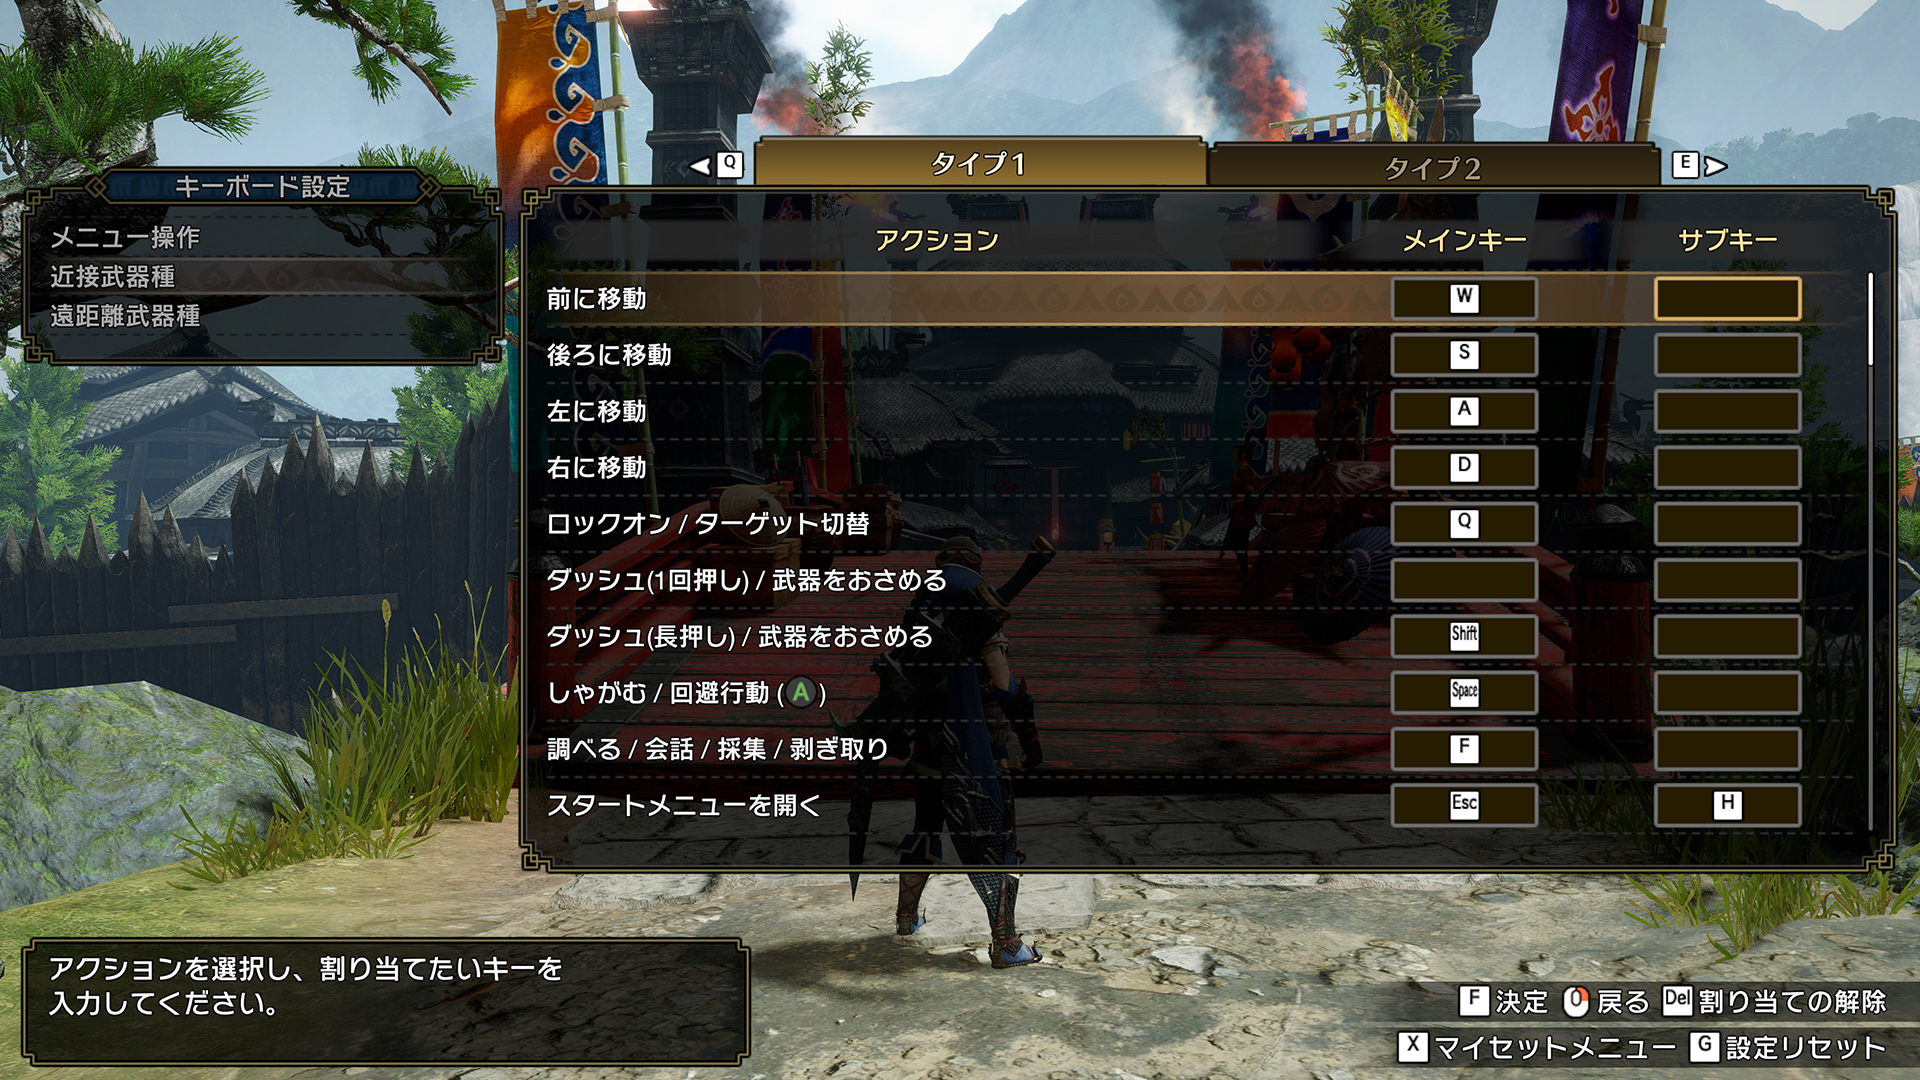 Q タイプ1 タイプ2 E
キーボード設定
メニュー操作
近接武器種
遠距離武器種
アクション メインキー サブキー
前に移動 W
後ろに移動 S
左に移動 A
右に移動 D
ロックオン / ターゲット切替 Q
ダッシュ(1回押し) / 武器をおさめる
ダッシュ(長押し) / 武器をおさめる Shift
しゃがむ / 回避行動 (A) Space
調べる / 会話 / 採集 / 剥ぎ取り F
スタートメニューを開く Esc H
アクションを選択し、割り当てたいキーを
入力してください。
F 決定 戻る Del 割り当ての解除
X マイセットメニュー G 設定リセット